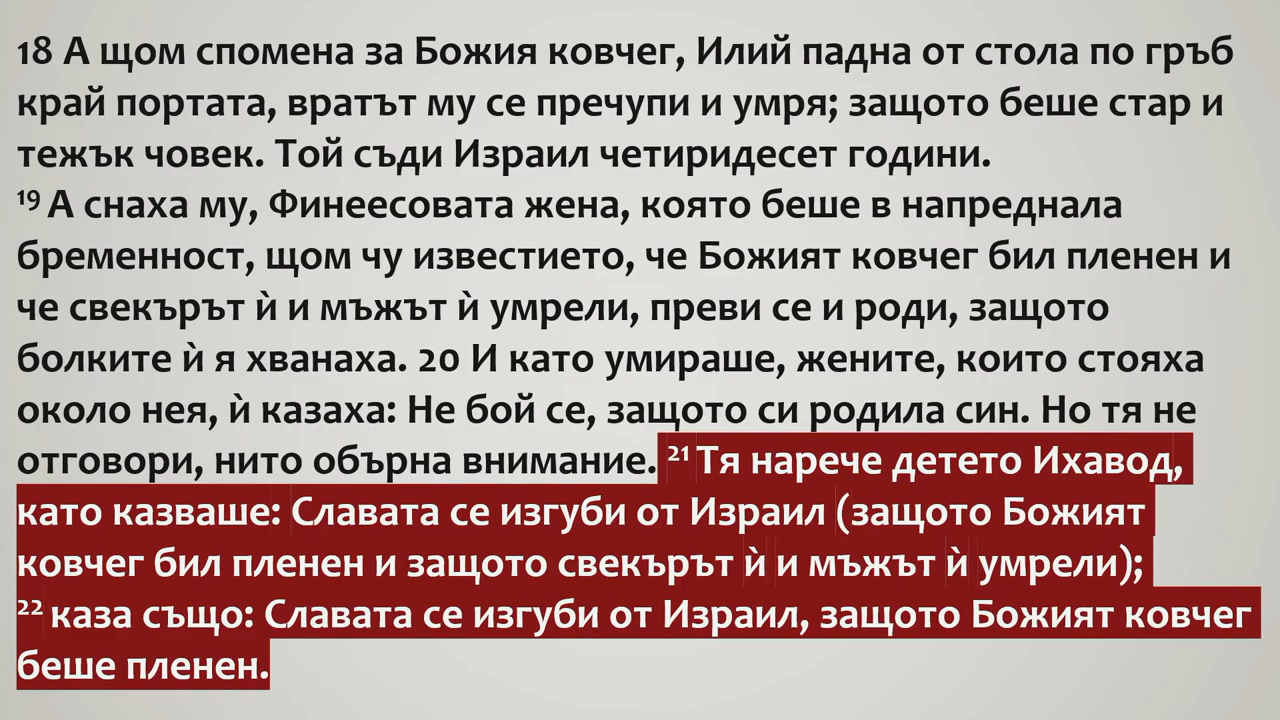 18 А щом спомена за Божия ковчег, Илий падна от стола по гръб
край портата, вратът му се пречупи и умря; защото беше стар и
тежък човек. Той съди Израил четиридесет години.
19 А снаха му, Финеесовата жена, която беше в напреднала
бременност, щом чу известието, че Божият ковчег бил пленен и
че свекърът ѝ и мъжът ѝ умрели, преви се и роди, защото
болките ѝ я хванаха. 20 И като умираше, жените, които стояха
около нея, ѝ казаха: Не бой се, защото си родила син. Но тя не
отговори, нито обърна внимание. 21 Тя нарече детето Ихавод,
като казваше: Славата се изгуби от Израил (защото Божият
ковчег бил пленен и защото свекърът ѝ и мъжът ѝ умрели);
22 каза също: Славата се изгуби от Израил, защото Божият ковчег
беше пленен.